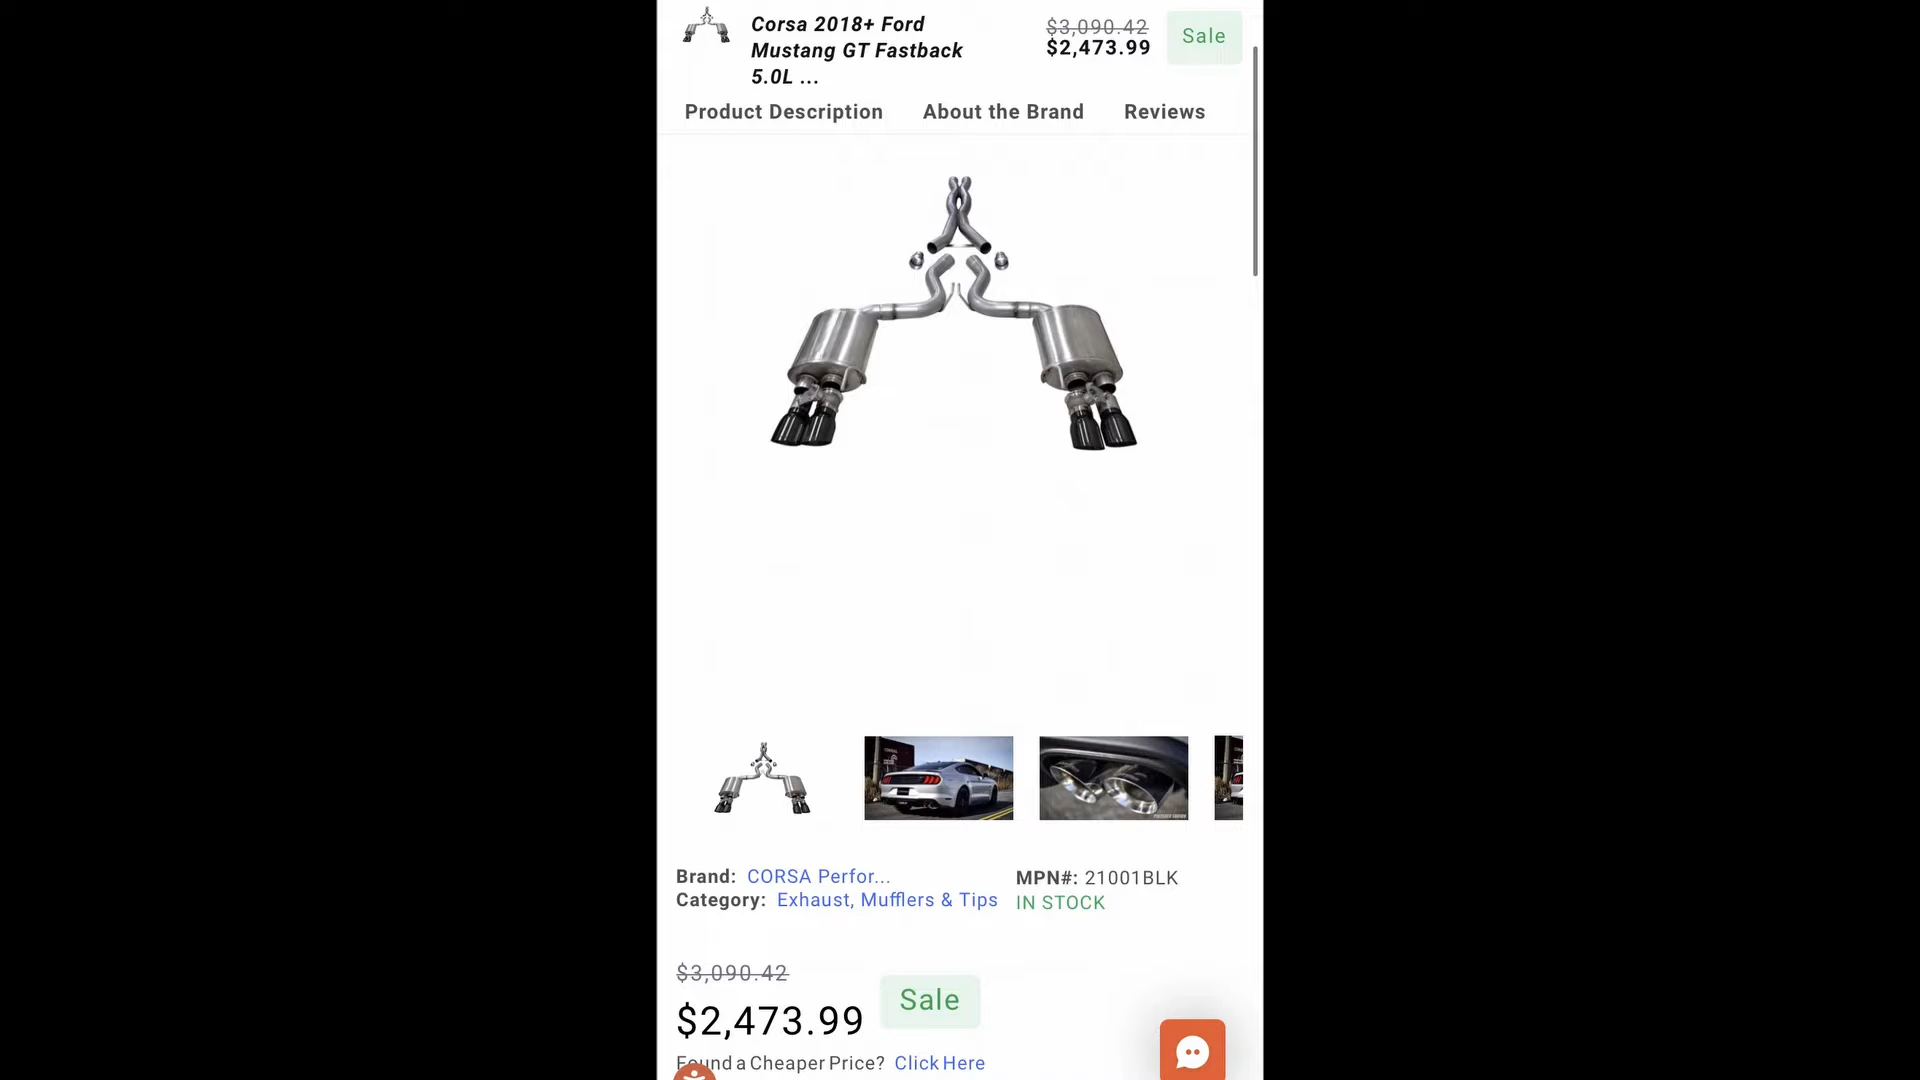 Corsa 2018+ Ford
Mustang GT Fastback
5.0L ...
$3,090.42
$2,473.99
Sale
Product Description
About the Brand
Reviews
Brand: CORSA Perfor...
MPN#: 21001BLK
Category: Exhaust, Mufflers & Tips
IN STOCK
$3,090.42
$2,473.99
Sale
Found a Cheaper Price? Click Here